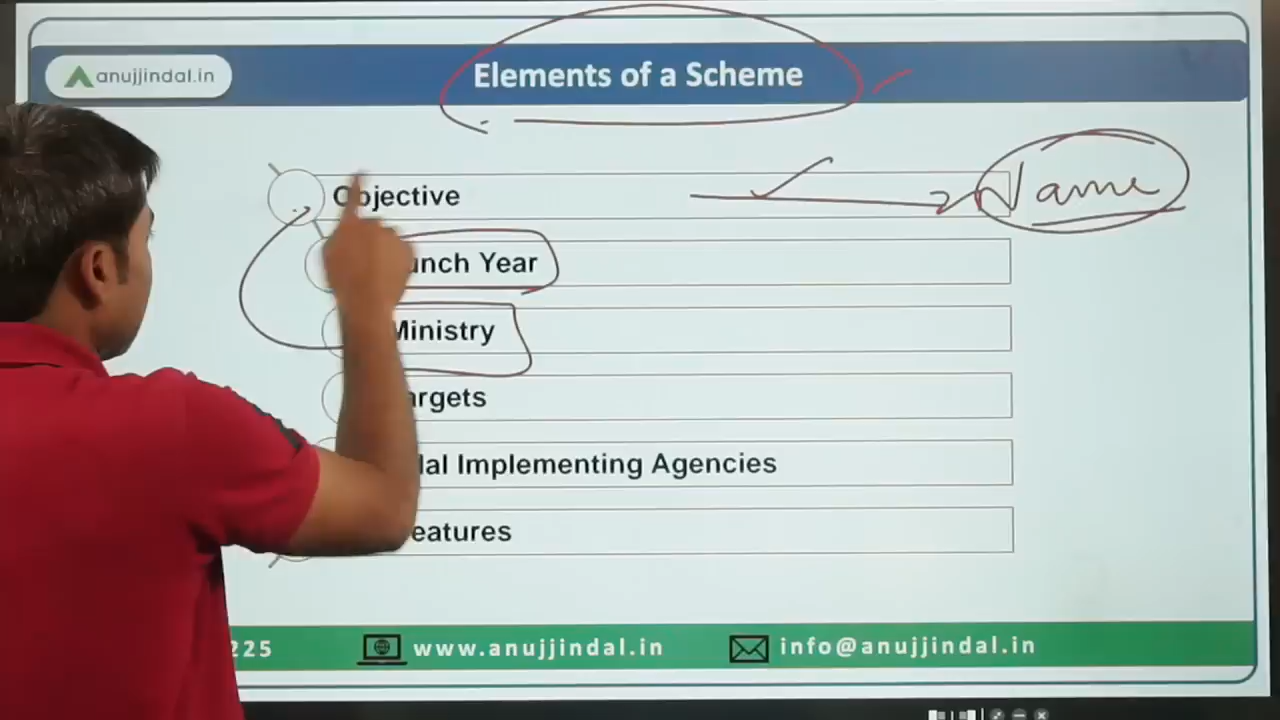 anujjindal.in
Elements of a Scheme
Objective
Name
unch Year
Ministry
argets
dal Implementing Agencies
eatures
225
www.anujjindal.in
info@anujjindal.in